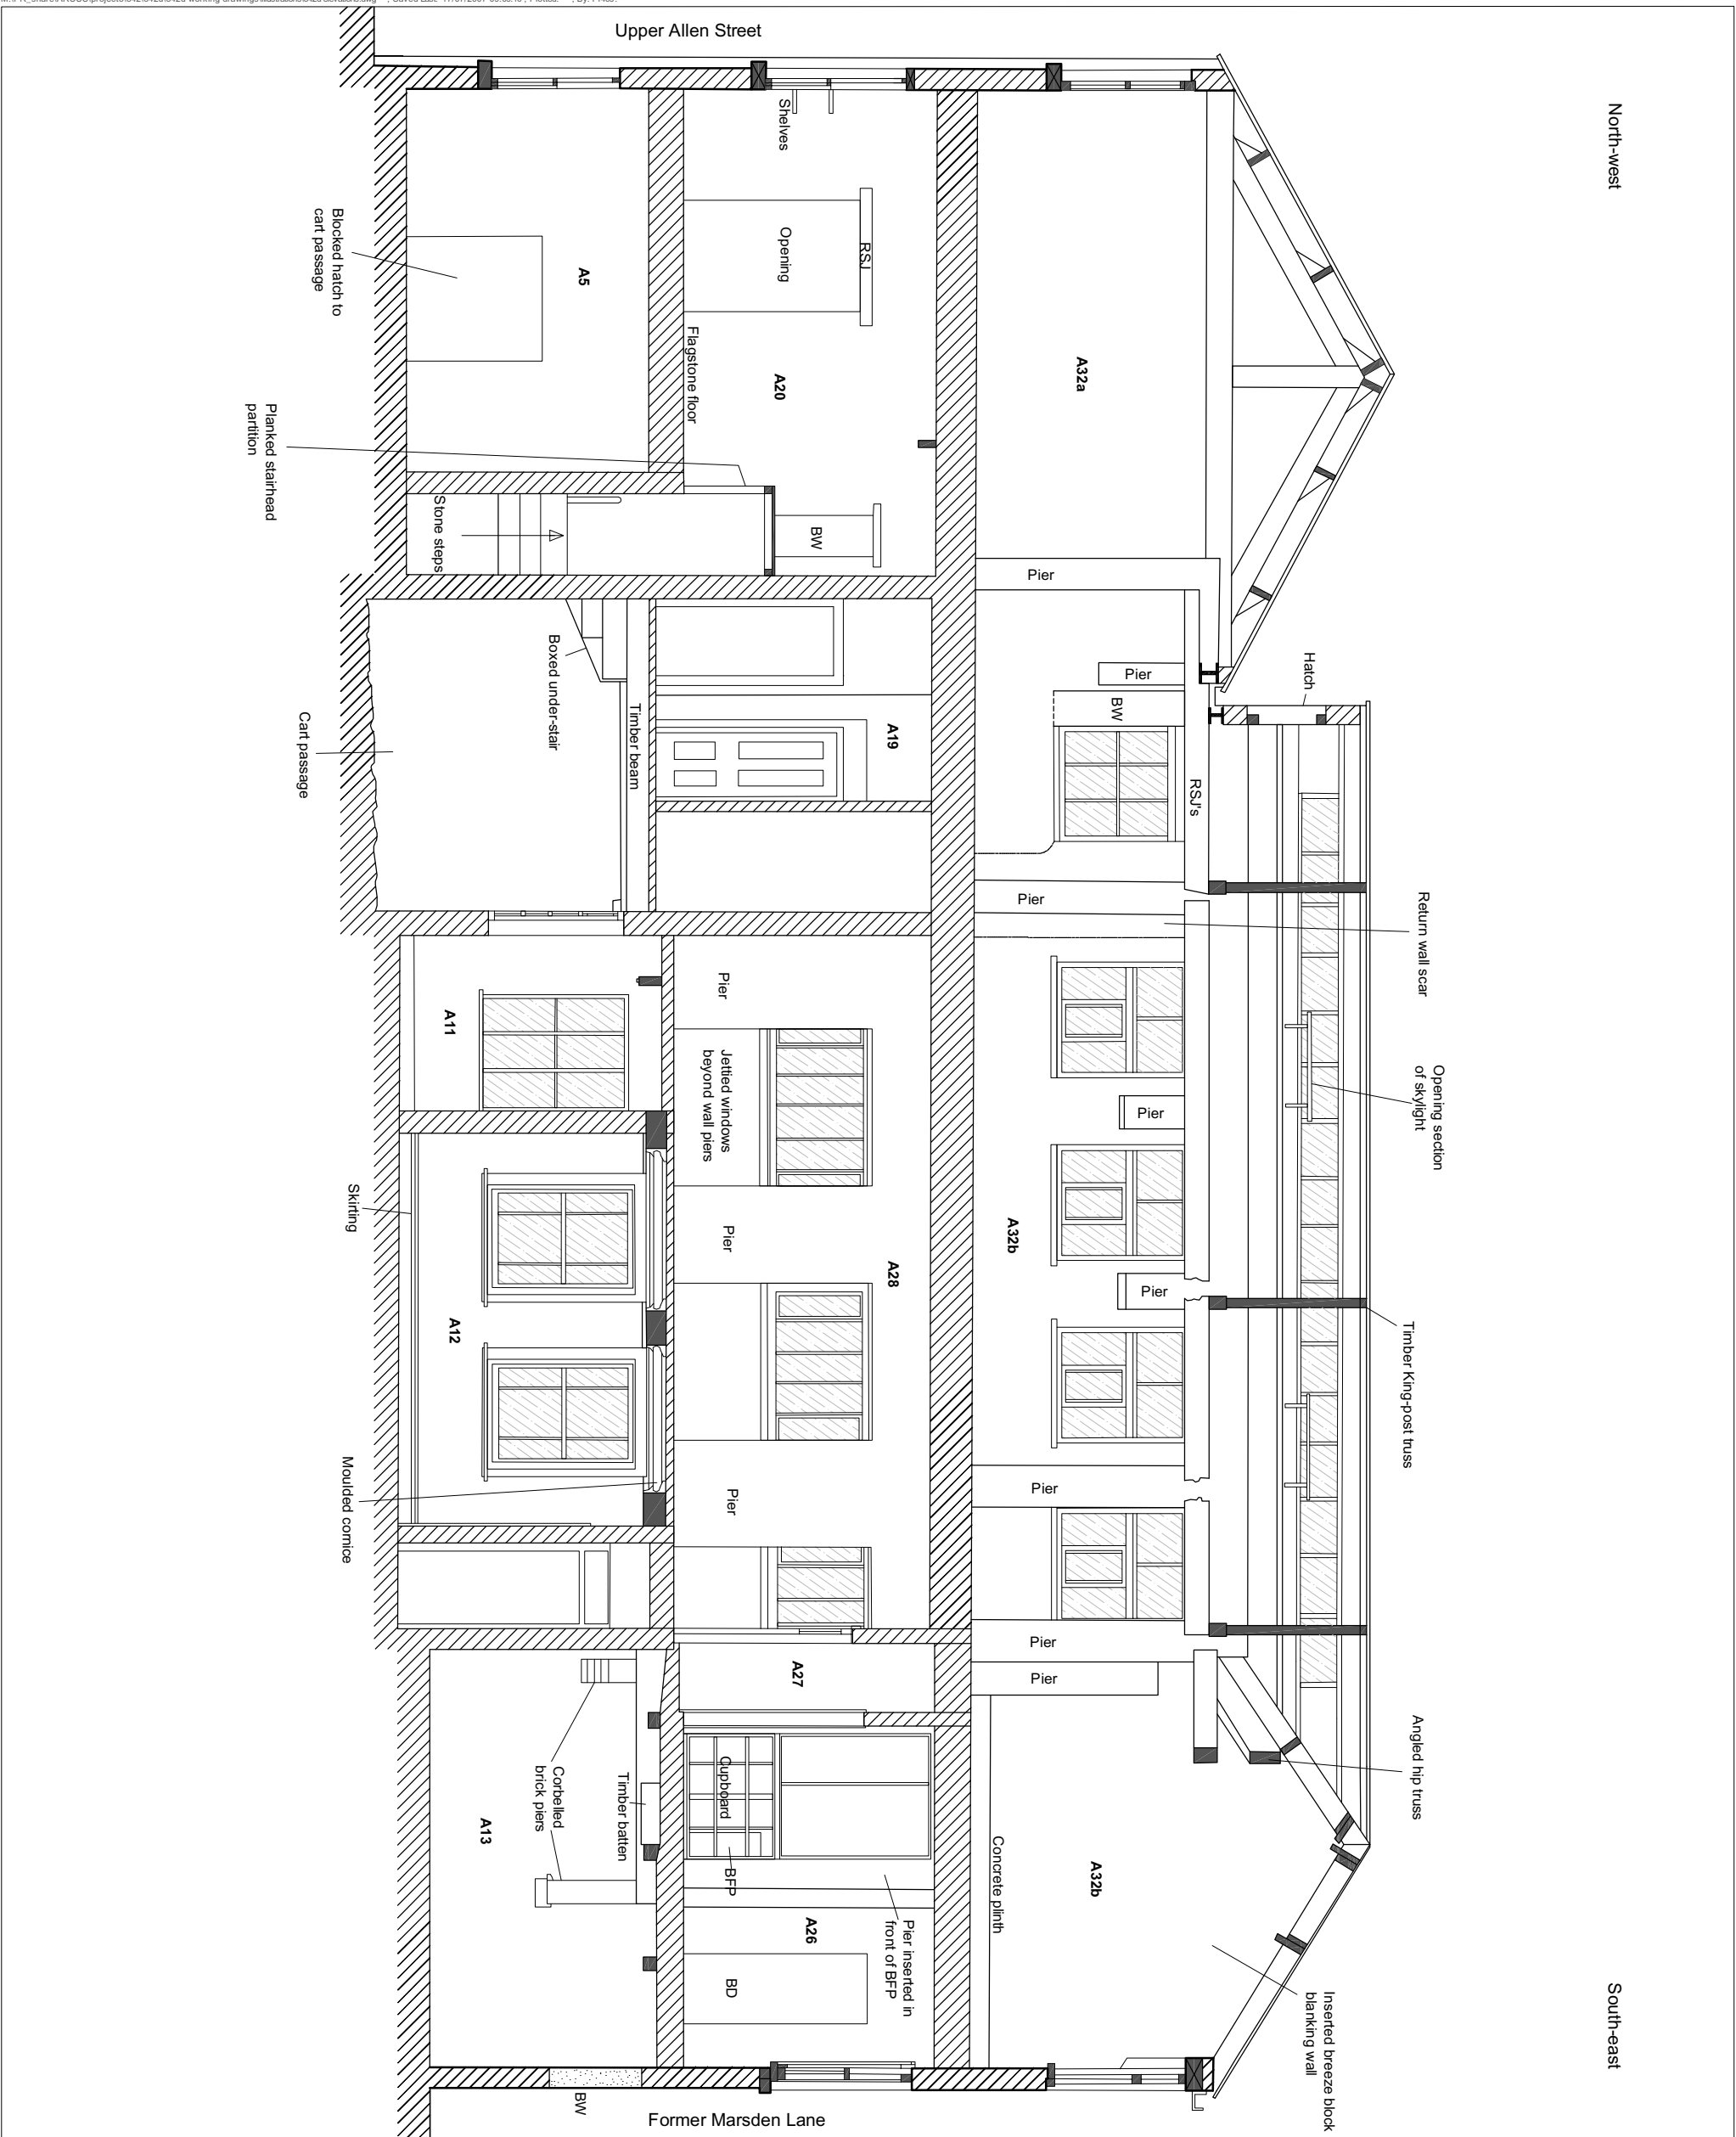 Upper Allen Street
North-west
South-east
Hatch
Return wall scar
Opening section
of skylight
Timber King-post truss
Angled hip truss
Inserted breeze block
blanking wall
A32a
Pier
Pier
BW
RSJ's
Pier
Pier
A32b
Pier
Pier
Pier
Pier
A32b
Concrete plinth
Shelves
Opening
RSJ
Flagstone floor
A20
BW
A19
Pier
Jettied windows
beyond wall piers
Pier
A28
Pier
A27
Cupboard
BFP
Pier inserted in
front of BFP
A26
BD
A5
Stone steps
Boxed under-stair
Timber beam
A11
A12
A13
Timber batten
Corbelled
brick piers
BW
Blocked hatch to
cart passage
Planked stairhead
partition
Cart passage
Skirting
Moulded cornice
Former Marsden Lane